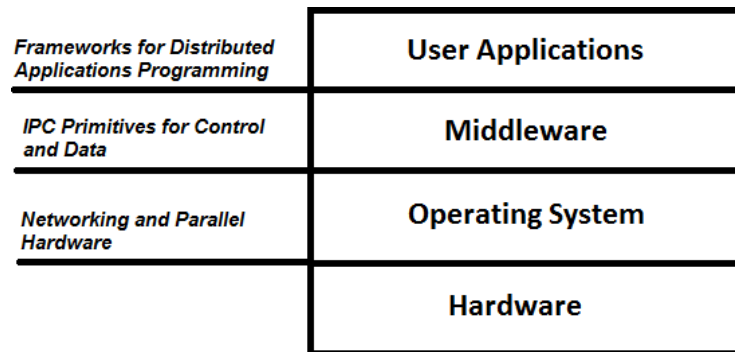 Frameworks for Distributed
Applications Programming
User Applications
IPC Primitives for Control
and Data
Middleware
Networking and Parallel
Hardware
Operating System
Hardware